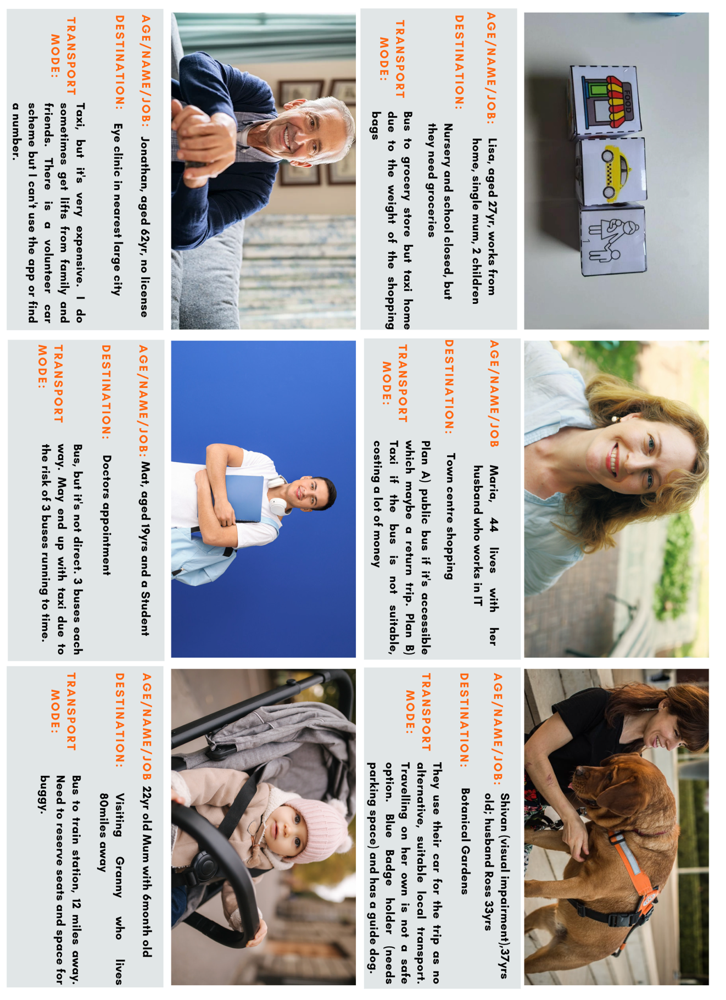 FOOD
1
AGE/NAME/JOB: Lisa, aged 27yr, works from
home, single mum, 2 children
DESTINATION:
Nursery and school closed, but
they need groceries
TRANSPORT
MODE:
Bus to grocery store but taxi home
due to the weight of the shopping
bags
AGE/NAME/JOB Maria, 44 lives with her
husband who works in IT
DESTINATION: Town centre shopping
TRANSPORT
MODE:
Plan A) public bus if it's accessible
which maybe a return trip. Plan B)
Taxi if the bus is not suitable,
costing a lot of money
AGE/NAME/JOB: Shivan (visual impairment),37yrs
old; husband Ross 33yrs
DESTINATION: Botanical Gardens
TRANSPORT
MODE:
They use their car for the trip as no
alternative, suitable local transport.
Travelling on her own is not a safe
option. Blue Badge holder (needs
parking space) and has a guide dog.
AGE/NAME/JOB: Jonathan, aged 62yr, no license
DESTINATION: Eye clinic in nearest large city
TRANSPORT
MODE:
Taxi, but it's very expensive. I do
sometimes get lifts from family and
friends. There is a volunteer car
scheme but I can't use the app or find
a number.
AGE/NAME/JOB: Mat, aged 19yrs and a Student
DESTINATION: Doctors appointment
TRANSPORT
MODE:
Bus, but it's not direct. 3 buses each
way. May end up with taxi due to
the risk of 3 buses running to time.
AGE/NAME/JOB 22yr old Mum with 6month old
DESTINATION: Visiting Granny who lives
80miles away
TRANSPORT
MODE:
Bus to train station, 12 miles away.
Need to reserve seats and space for
buggy.